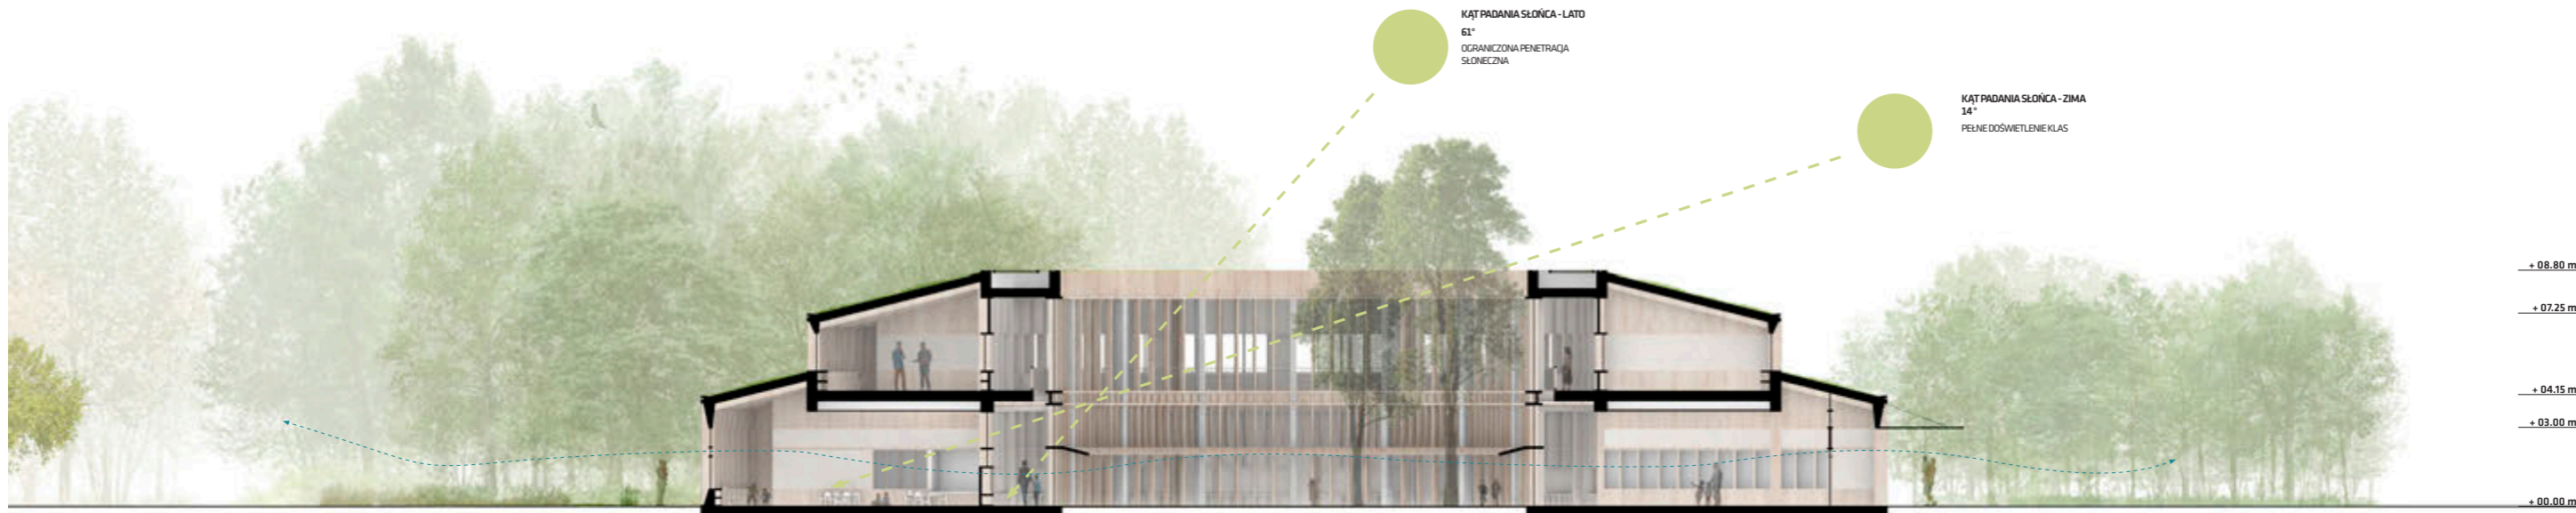 KĄT PADANIA SŁOŃCA - LATO
61°
OGRANICZONA PENETRACJA
SŁONECZNA
KĄT PADANIA SŁOŃCA - ZIMA
14°
PEŁNE DOŚWIETLENIE KLAS
+ 08.80 m
+ 07.25 m
+ 04.15 m
+ 03.00 m
+ 00.00 m